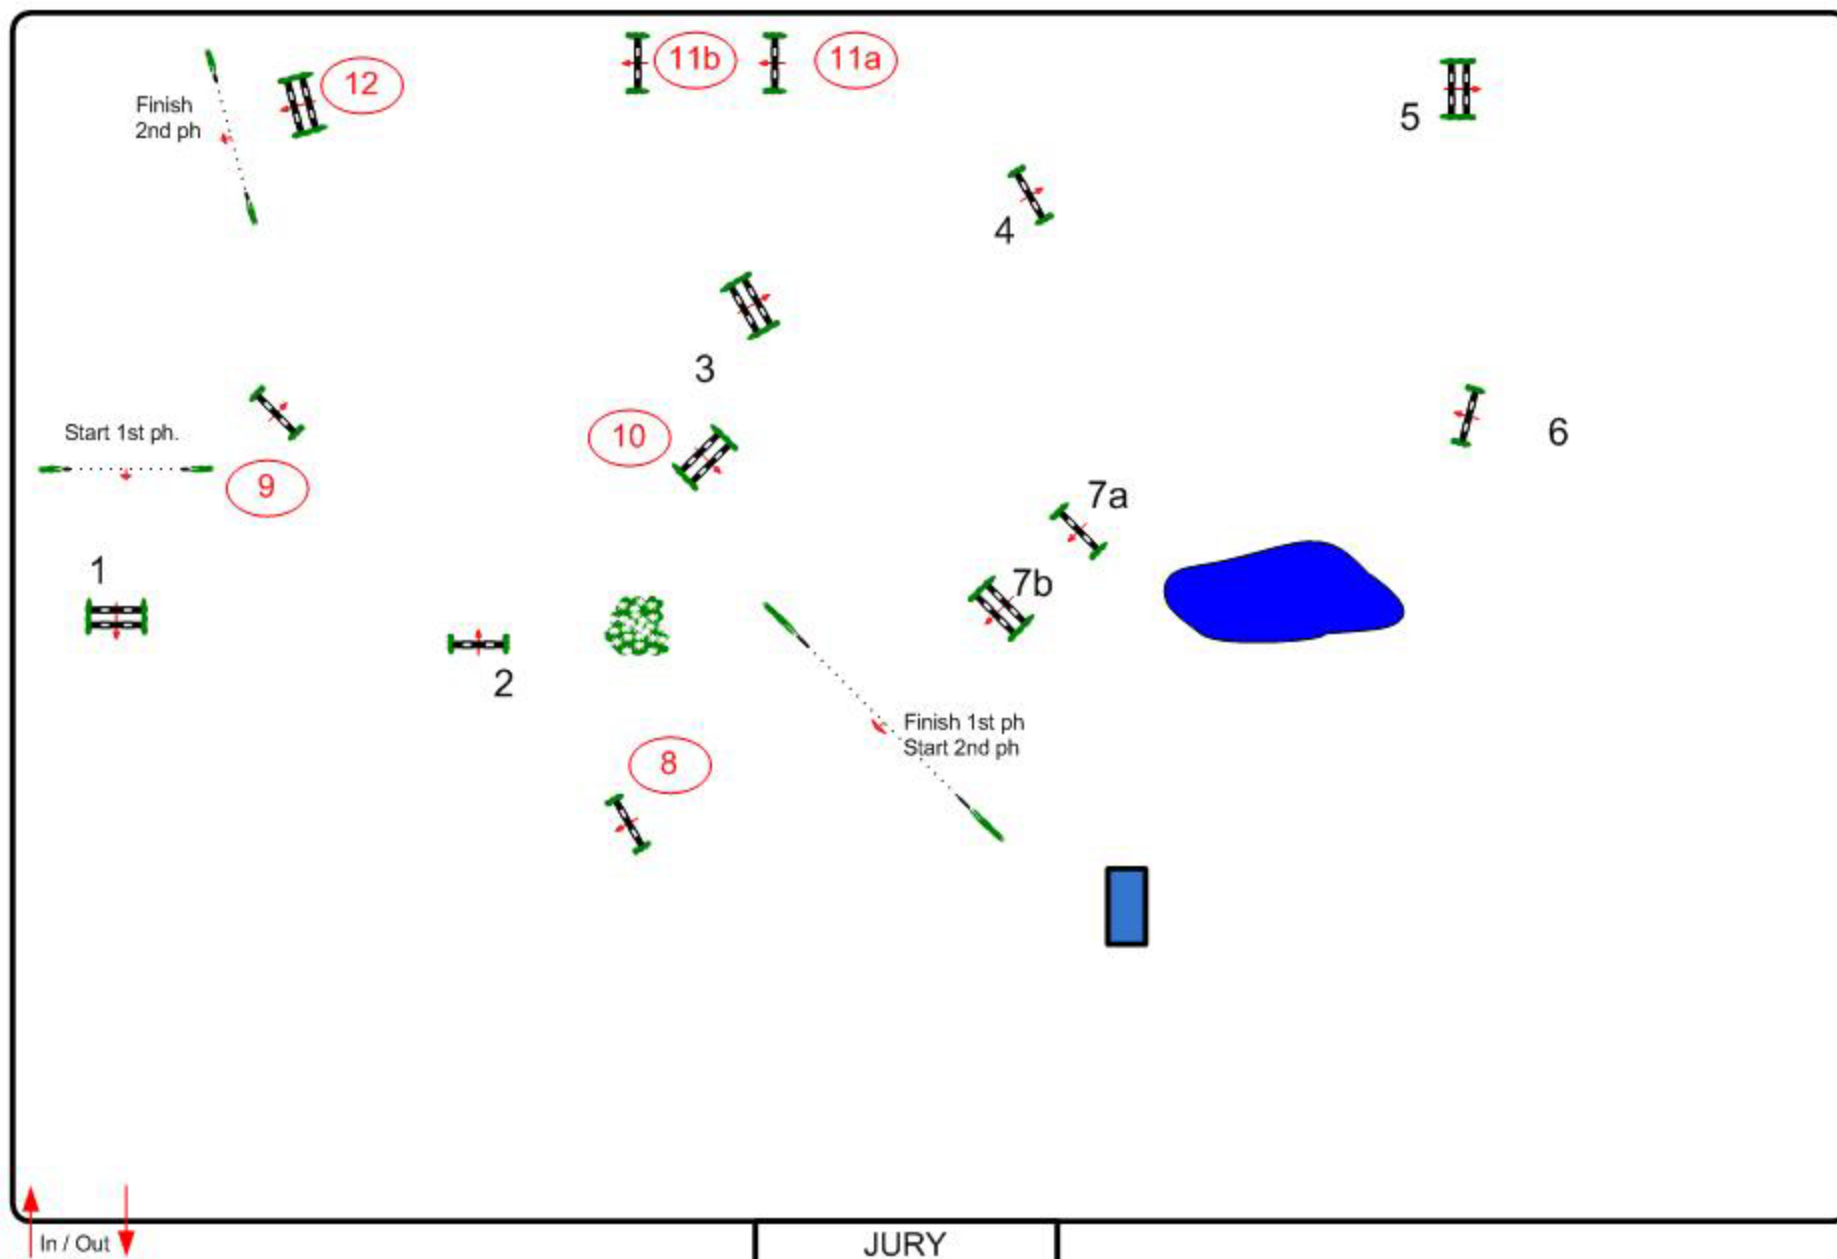 11b
11a
12
Finish
2nd ph
5
4
3
Start 1st ph.
10
6
9
7a
1
7b
2
Finish 1st ph
Start 2nd ph
8
In / Out
JURY